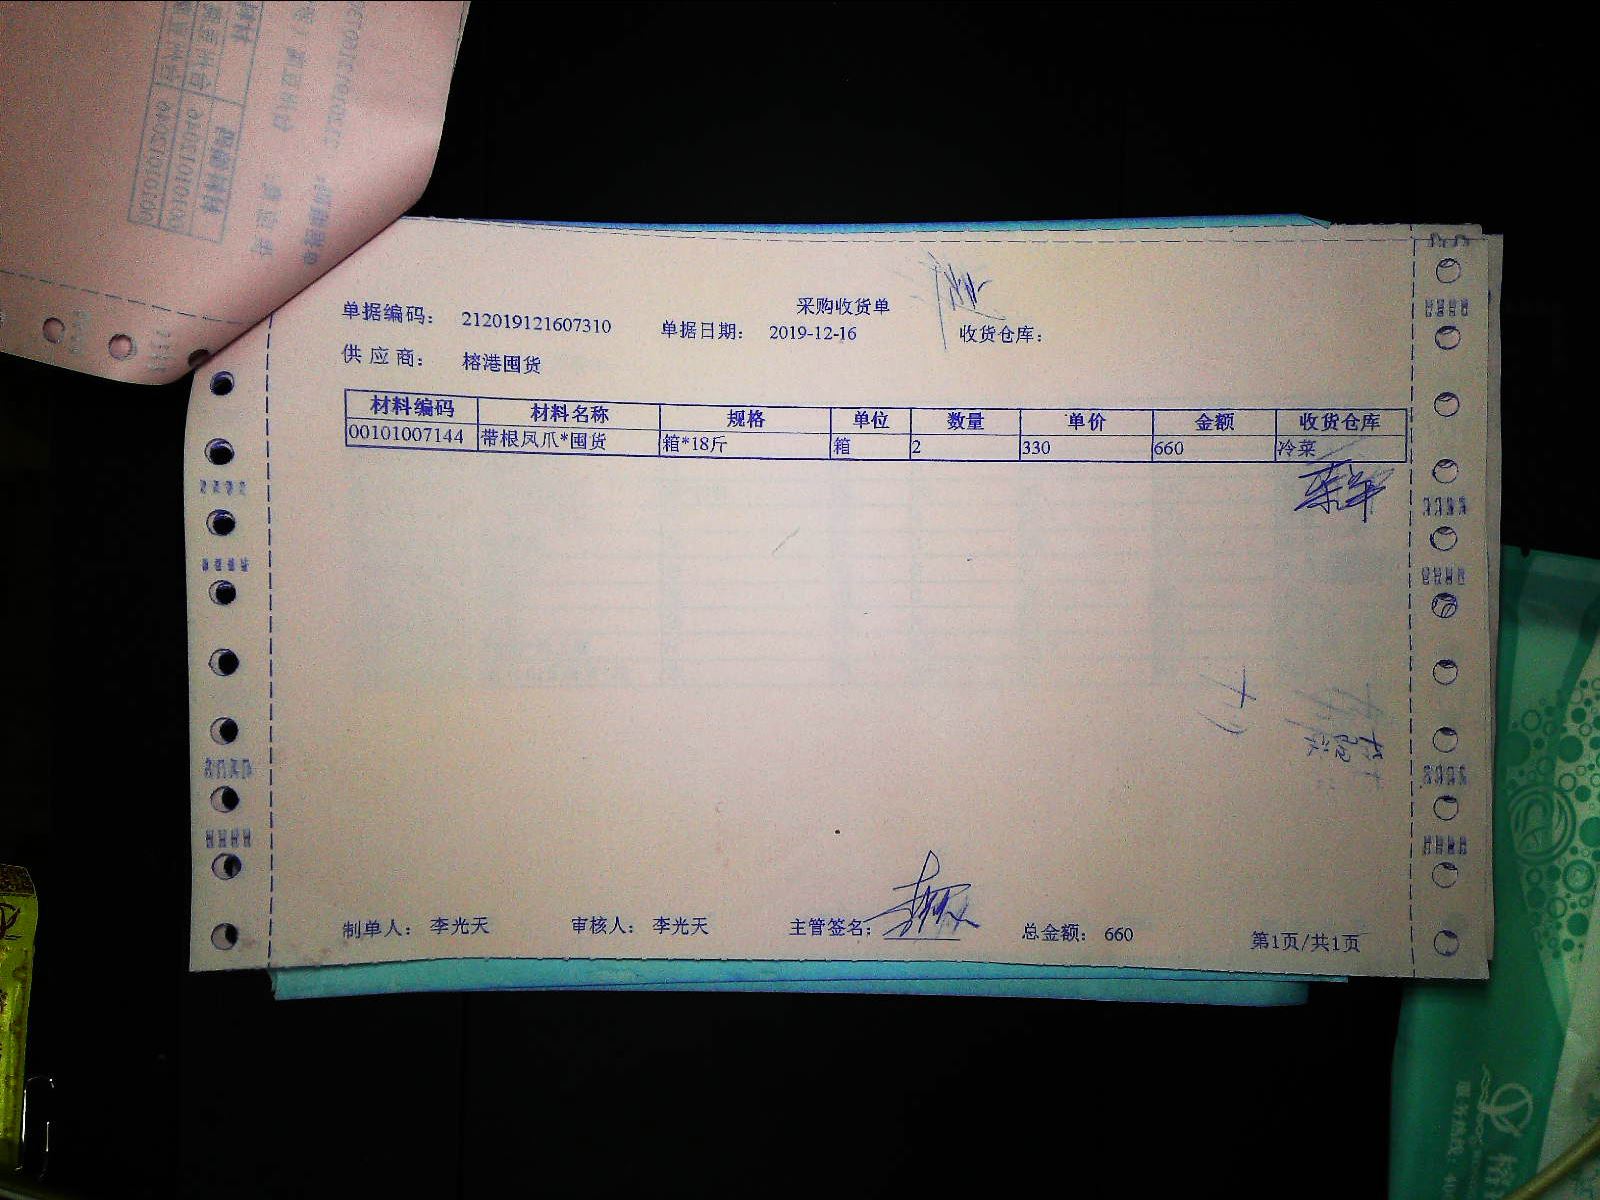 采购收货单
单据编码： 212019121607310 单据日期： 2019-12-16 收货仓库：
供应商： 榕港囤货
材料编码 材料名称 规格 单位 数量 单价 金额 收货仓库
00101007144 带根凤爪*囤货 箱*18斤 箱 2 330 660 冷菜
制单人： 李光天 审核人： 李光天 主管签名： 总金额： 660 第1页/共1页